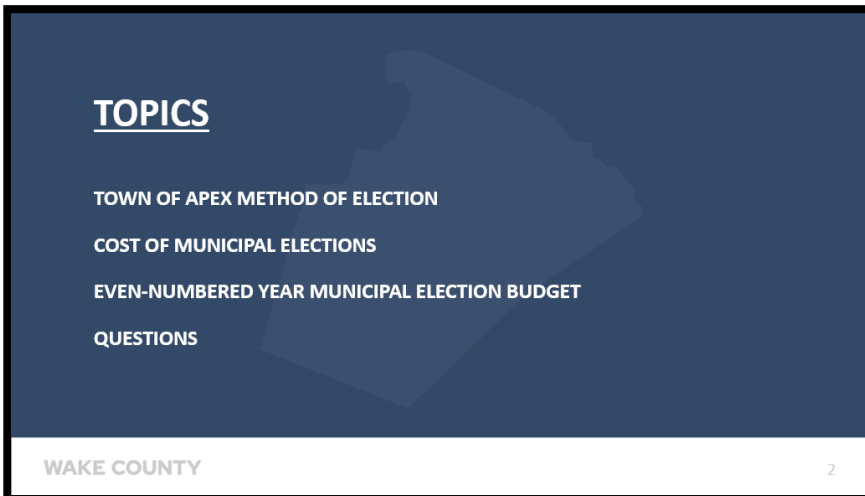 TOPICS
TOWN OF APEX METHOD OF ELECTION
COST OF MUNICIPAL ELECTIONS
EVEN-NUMBERED YEAR MUNICIPAL ELECTION BUDGET
QUESTIONS
WAKE COUNTY
2